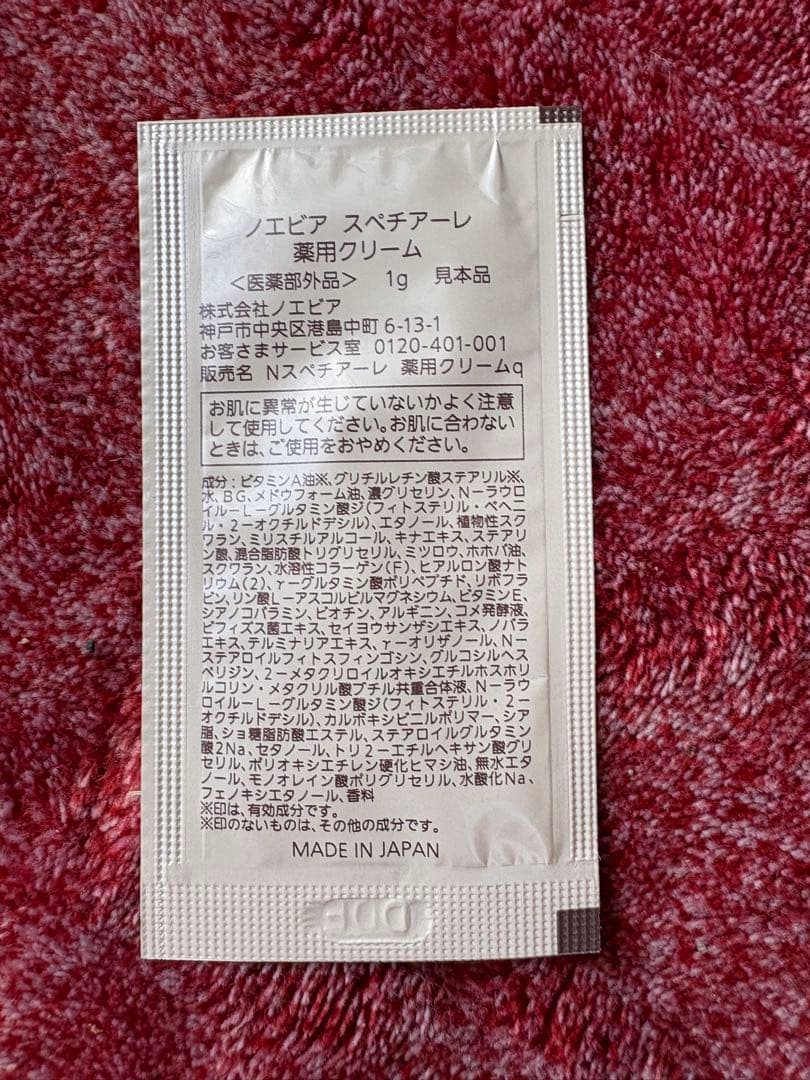 ノエビア スペチアーレ
薬用クリーム
<医薬部外品> 1g 見本品
株式会社ノエビア
神戸市中央区港島中町6-13-1
お客さまサービス室 0120-401-001
販売名 Nスペチアーレ 薬用クリームq
お肌に異常が生じていないかよく注意
して使用してください。お肌に合わない
ときは、ご使用をおやめください。
成分：ビタミンA油※、グリチルレチン酸ステアリル※、
水、BG、メドウフォーム油、濃グリセリン、N－ラウロ
イル－L－グルタミン酸ジ(フィトステリル・ベヘニ
ル・2－オクチルドデシル)、エタノール、植物性スク
ワラン、ミリスチルアルコール、キナエキス、ステアリ
ン酸、混合脂肪酸トリグリセリル、ミツロウ、ホホバ油、
スクワラン、水溶性コラーゲン(F)、ヒアルロン酸ナト
リウム(2)、γーグルタミン酸ポリペプチド、リボフラ
ビン、リン酸L－アスコルビルマグネシウム、ビタミンE、
シアノコバラミン、ビオチン、アルギニン、コメ発酵液、
ビフィズス菌エキス、セイヨウサンザシエキス、ノバラ
エキス、テルミナリアエキス、γーオリザノール、N－
ステアロイルフィトスフィンゴシン、グルコシルヘス
ペリジン、2－メタクリロイルオキシエチルホスホリ
ルコリン・メタクリル酸ブチル共重合体液、N－ラウ
ロイル－L－グルタミン酸ジ(フィトステリル・2－
オクチルドデシル)、カルボキシビニルポリマー、シア
脂、ショ糖脂肪酸エステル、ステアロイルグルタミン
酸2Na、セタノール、トリ2－エチルヘキサン酸グリ
セリル、ポリオキシエチレン硬化ヒマシ油、無水エタ
ノール、モノオレイン酸ポリグリセリル、水酸化Na、
フェノキシエタノール、香料
※印は、有効成分です。
※印のないものは、その他の成分です。
MADE IN JAPAN